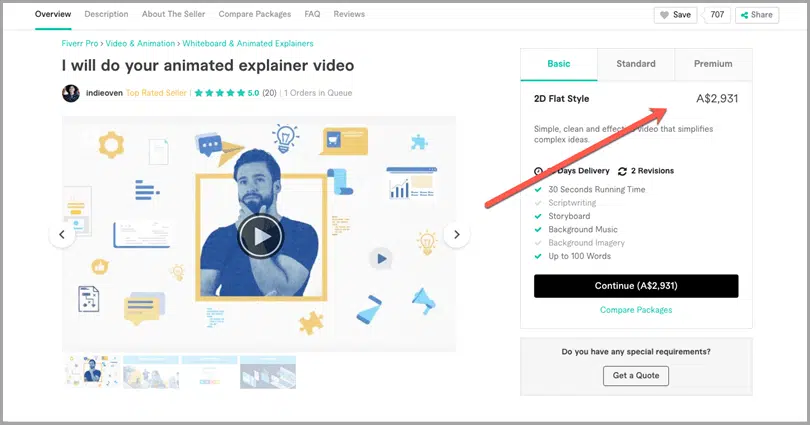 Overview Description About The Seller Compare Packages FAQ Reviews
Save 707 Share
Fiverr Pro › Video & Animation › Whiteboard & Animated Explainers
I will do your animated explainer video
indieoven Top Rated Seller | 5.0 (20) | 1 Orders in Queue
Basic Standard Premium
2D Flat Style A$2,931
Simple, clean and effective video that simplifies
complex ideas.
Days Delivery 2 Revisions
30 Seconds Running Time
Scriptwriting
Storyboard
Background Music
Background Imagery
Up to 100 Words
Continue (A$2,931)
Compare Packages
Do you have any special requirements?
Get a Quote